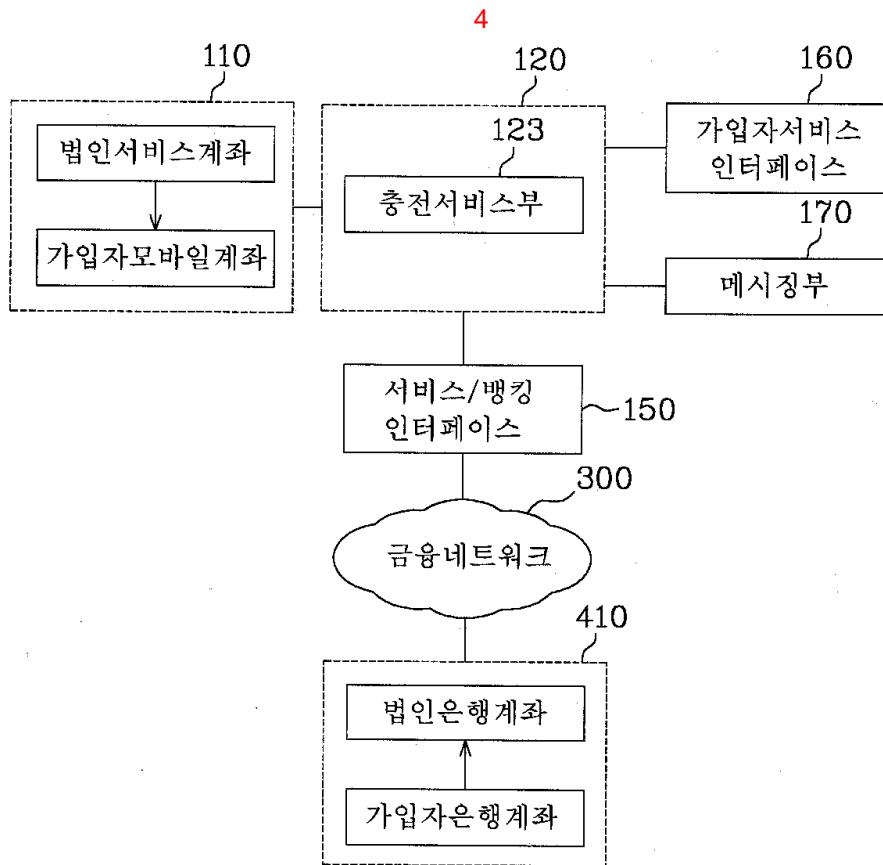 4
110
120
160
법인서비스계좌
123
가입자서비스
인터페이스
충전서비스부
170
가입자모바일계좌
메시징부
서비스/뱅킹
인터페이스
150
300
금융네트워크
410
법인은행계좌
가입자은행계좌